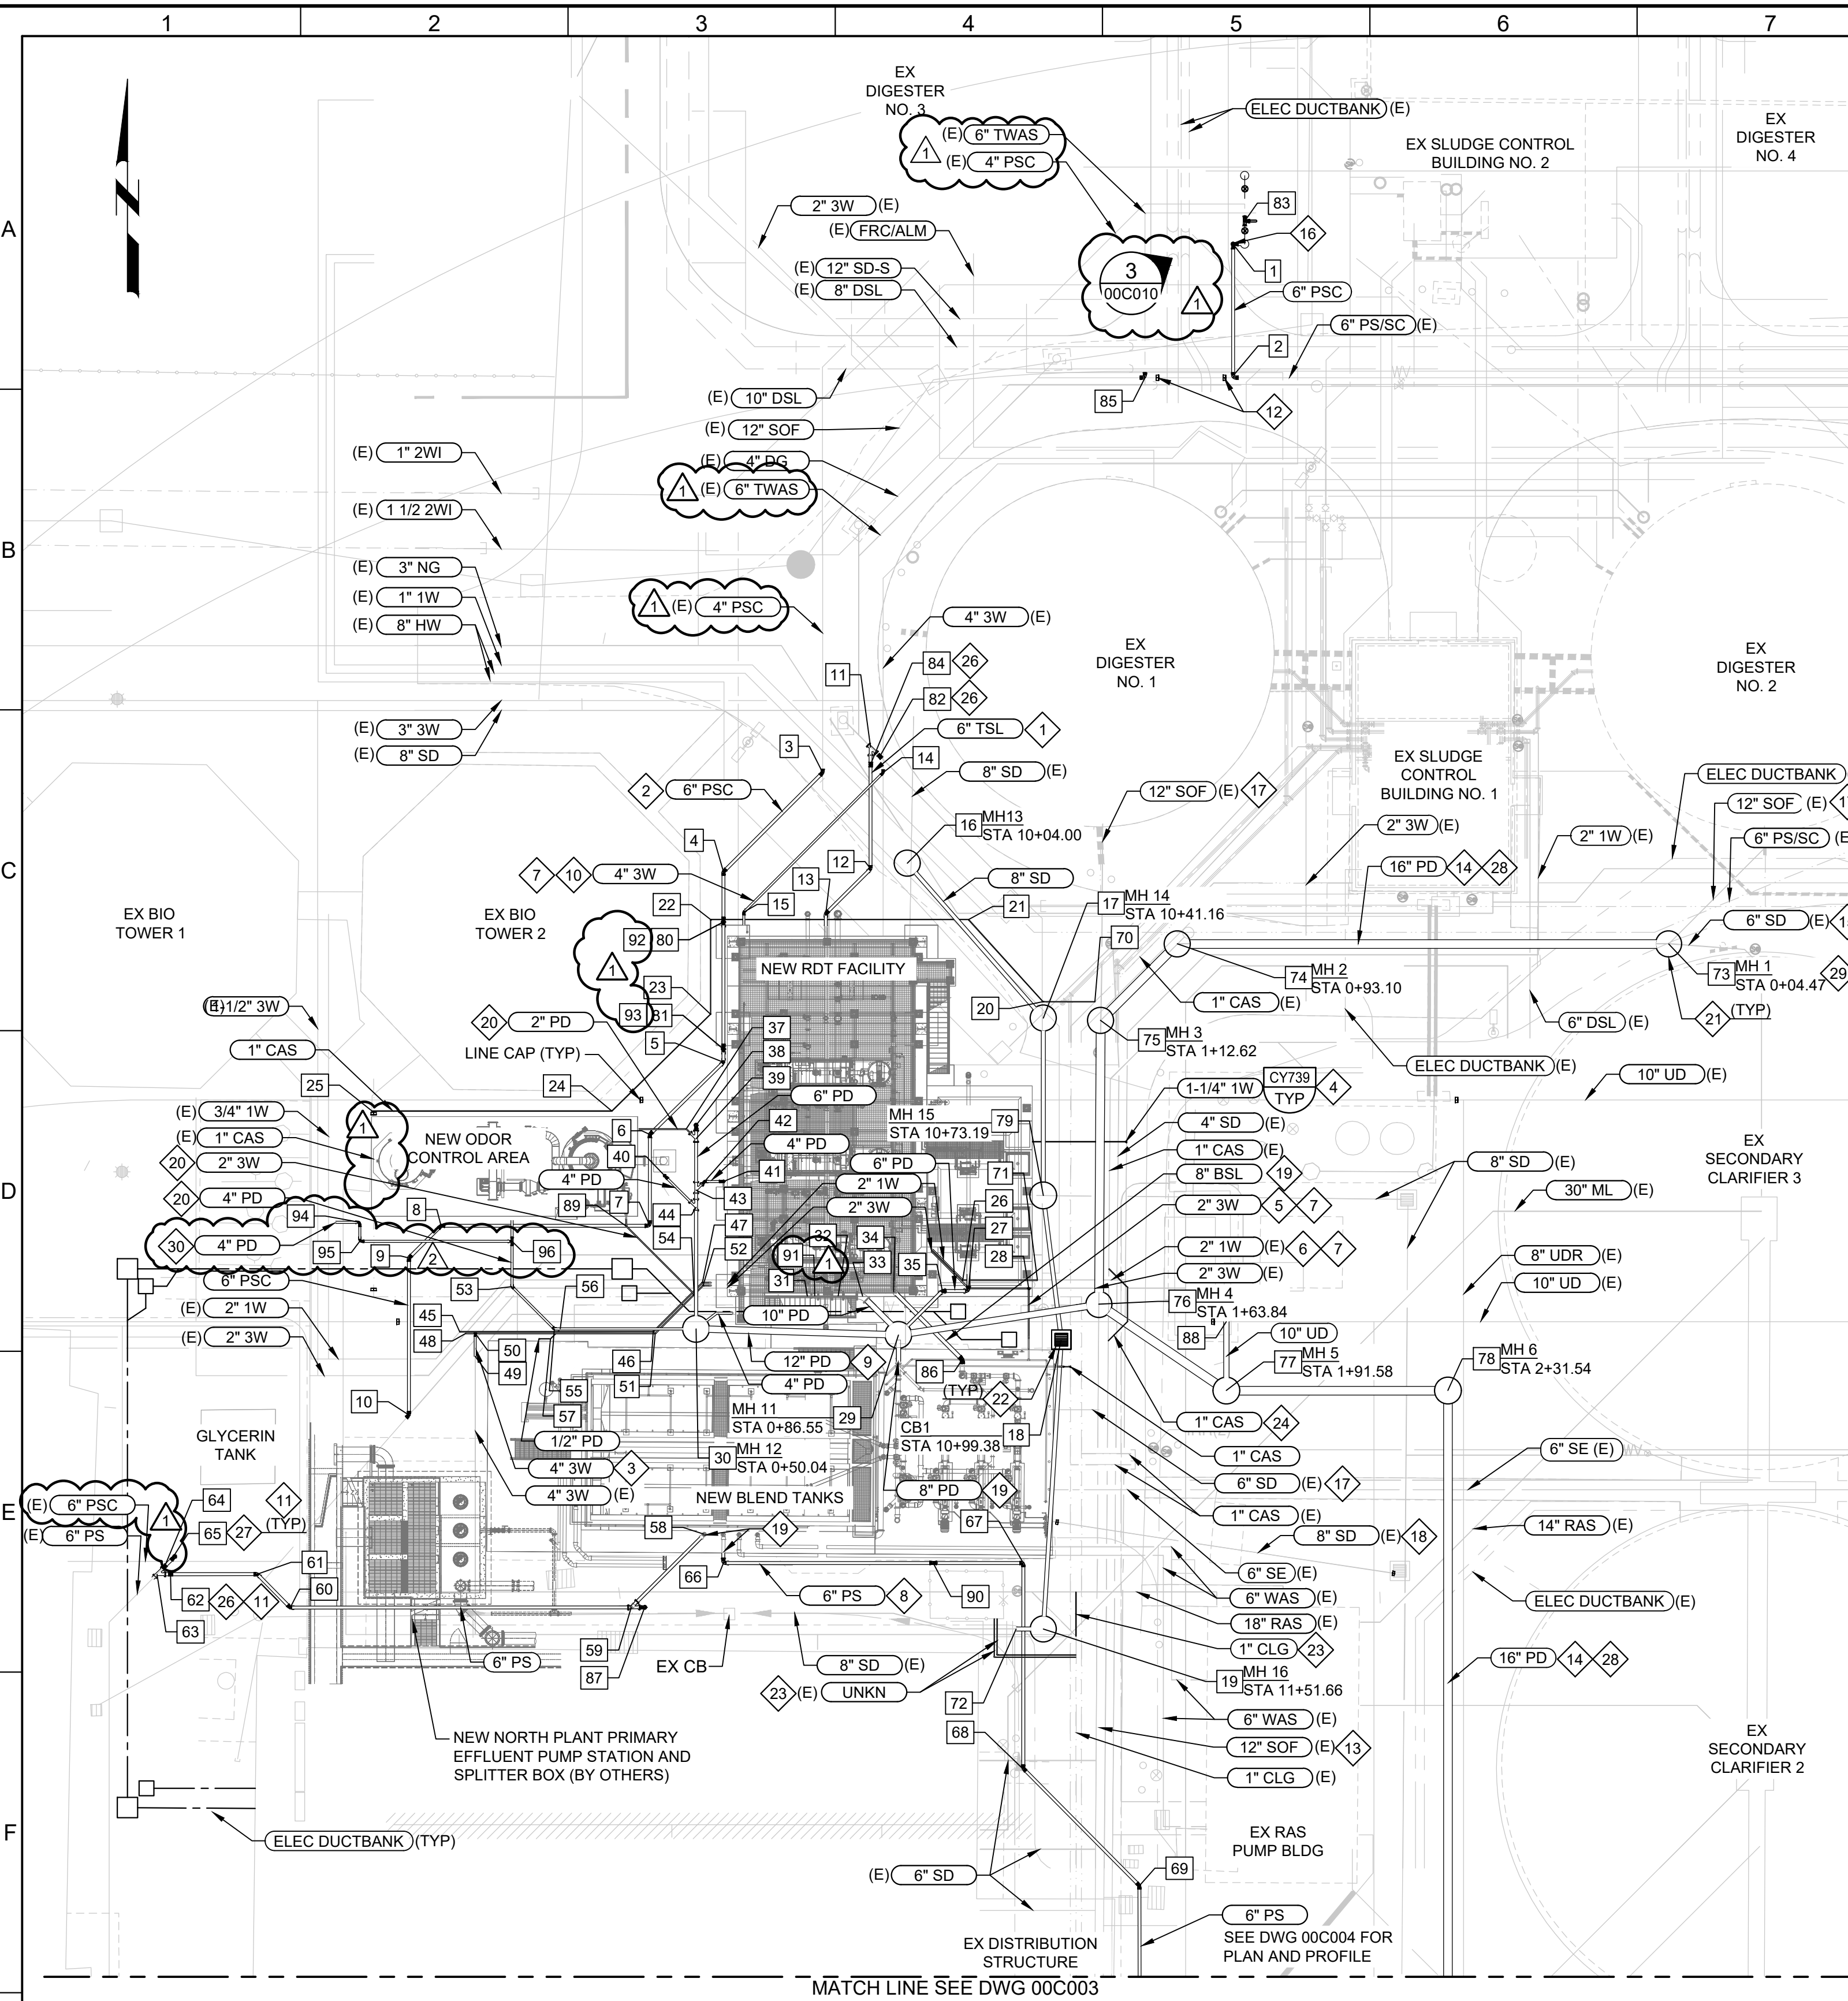 1
2
3
4
5
6
7
A
B
C
D
E
F
EX
DIGESTER
NO. 3
(E) 6" TWAS
1
(E) 4" PSC
ELEC DUCTBANK (E)
EX SLUDGE CONTROL
BUILDING NO. 2
EX
DIGESTER
NO. 4
2" 3W (E)
(E) FRC/ALM
(E) 12" SD-S
(E) 8" DSL
83
16
1
3
00C010
1
6" PSC
6" PS/SC (E)
2
85
12
(E) 10" DSL
(E) 12" SOF
(E) 4" DG
1 (E) 6" TWAS
(E) 1" 2WI
(E) 1 1/2 2WI
(E) 3" NG
(E) 1" 1W
(E) 8" HW
1 (E) 4" PSC
4" 3W (E)
84 26
11
82 26
6" TSL 1
14
8" SD (E)
EX
DIGESTER
NO. 1
EX
DIGESTER
NO. 2
(E) 3" 3W
(E) 8" SD
3
2 6" PSC
EX SLUDGE
CONTROL
BUILDING NO. 1
ELEC DUCTBANK
12" SOF (E)
6" PS/SC
12" SOF (E) 17
16 MH13
STA 10+04.00
2" 3W (E)
2" 1W (E)
4
12
7 10 4" 3W
13
8" SD
16" PD 14 28
22
15
21
17 MH 14
STA 10+41.16
6" SD (E)
EX BIO
TOWER 1
EX BIO
TOWER 2
92 80
1
NEW RDT FACILITY
70
74 MH 2
STA 0+93.10
73 MH 1
STA 0+04.47
29
23
93 81
1" CAS (E)
20
21 (TYP)
1/2" 3W
20 2" PD
37
6" DSL (E)
LINE CAP (TYP)
5
38
75 MH 3
STA 1+12.62
1" CAS
ELEC DUCTBANK (E)
25
24
39
10" UD (E)
6" PD
1-1/4" 1W
CY739
TYP
4
(E) 3/4" 1W
1
6
42
MH 15
STA 10+73.19
79
4" SD (E)
(E) 1" CAS
NEW ODOR
CONTROL AREA
4" PD
1" CAS (E)
20 2" 3W
40
41
6" PD
71
8" BSL 19
8" SD (E)
EX
SECONDARY
CLARIFIER 3
20 4" PD
4" PD
2" 1W
26
2" 3W 5 7
30" ML (E)
94
8
89
7
43
2" 3W
30 4" PD
44
47
32
34
27
2" 1W (E) 6 7
95
9
2
96
54
52
91
1
33
28
8" UDR (E)
6" PSC
53
56
31
35
2" 3W (E)
10" UD (E)
(E) 2" 1W
45
10" PD
76 MH 4
STA 1+63.84
(E) 2" 3W
48
50
46
12" PD 9
88
10" UD
49
55
51
4" PD
86
77 MH 5
STA 1+91.58
78 MH 6
STA 2+31.54
10
57
MH 11
STA 0+86.55
29
(TYP) 22
1" CAS 24
GLYCERIN
TANK
1/2" PD
CB1
STA 10+99.38
18
1" CAS
6" SE (E)
4" 3W 3
30 MH 12
STA 0+50.04
6" SD (E) 17
4" 3W (E)
NEW BLEND TANKS
8" PD 19
(E) 6" PSC
1
64
11
(TYP)
1" CAS (E)
(E) 6" PS
65 27
58
19
67
8" SD (E) 18
14" RAS (E)
61
66
6" SE (E)
62 26 11
60
6" PS 8
90
6" WAS (E)
ELEC DUCTBANK (E)
63
59
18" RAS (E)
6" PS
EX CB
8" SD (E)
1" CLG 23
16" PD 14 28
87
23 (E) UNKN
19 MH 16
STA 11+51.66
72
6" WAS (E)
NEW NORTH PLANT PRIMARY
EFFLUENT PUMP STATION AND
SPLITTER BOX (BY OTHERS)
68
12" SOF (E) 13
EX
SECONDARY
CLARIFIER 2
1" CLG (E)
ELEC DUCTBANK (TYP)
EX RAS
PUMP BLDG
(E) 6" SD
69
6" PS
SEE DWG 00C004 FOR
PLAN AND PROFILE
EX DISTRIBUTION
STRUCTURE
MATCH LINE SEE DWG 00C003